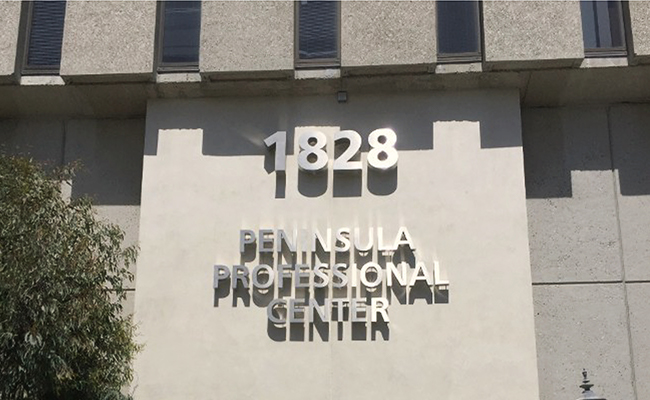 1828
PENINSULA
PROFESSIONAL
CENTER